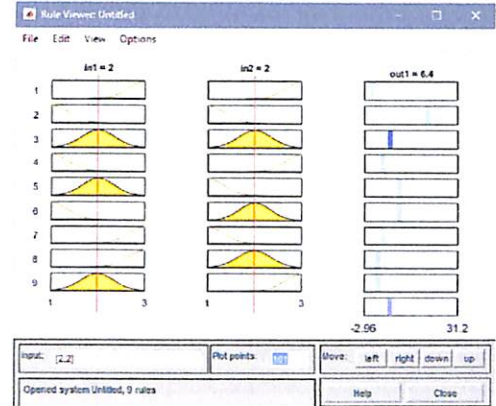 Rule Viewer: Untitled
File Edit View Options
in1 = 2
in2 = 2
out1 = 6.4
1
2
3
4
5
6
7
8
9
1 3
1 3
-2.96 31.2
Input: [2,2]
Plot points: 101
Move: left right down up
Opened system Untitled, 9 rules
Help Close